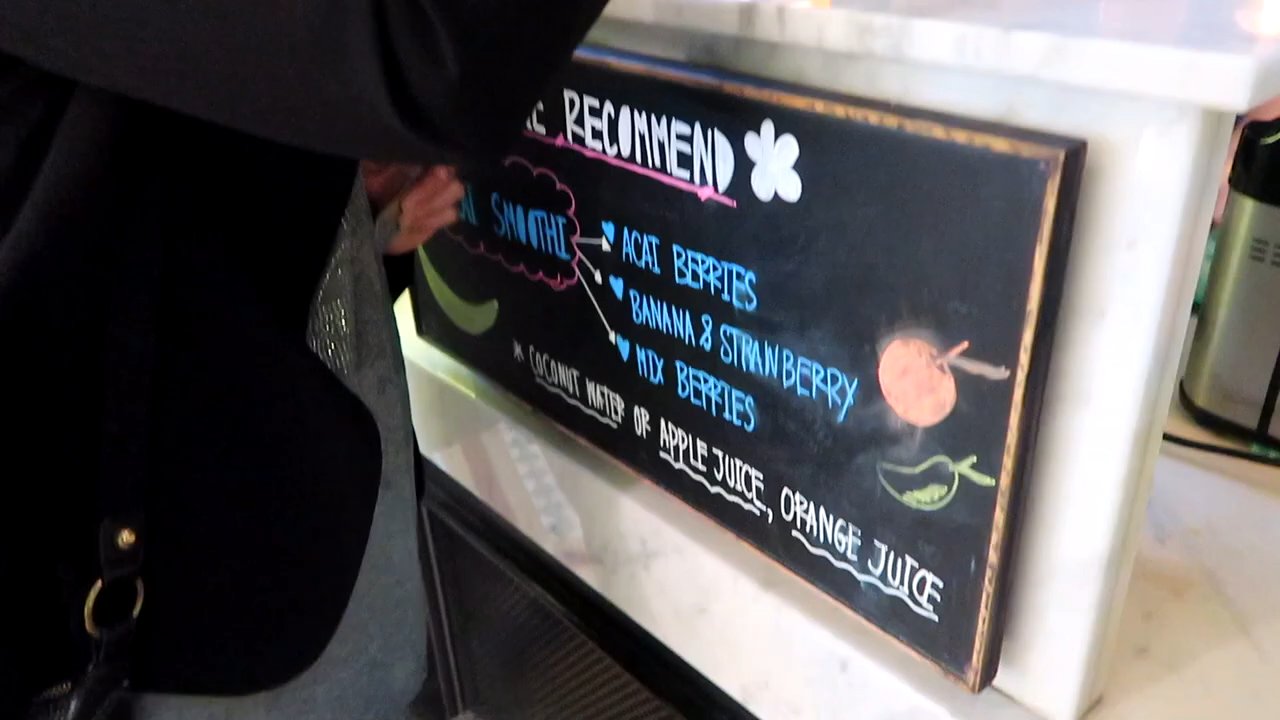 RECOMMEND
SMOOTHI
ACAI BERRIES
BANANA & STRAWBERRY
MIX BERRIES
* COCONUT WATER OR APPLE JUICE, ORANGE JUICE